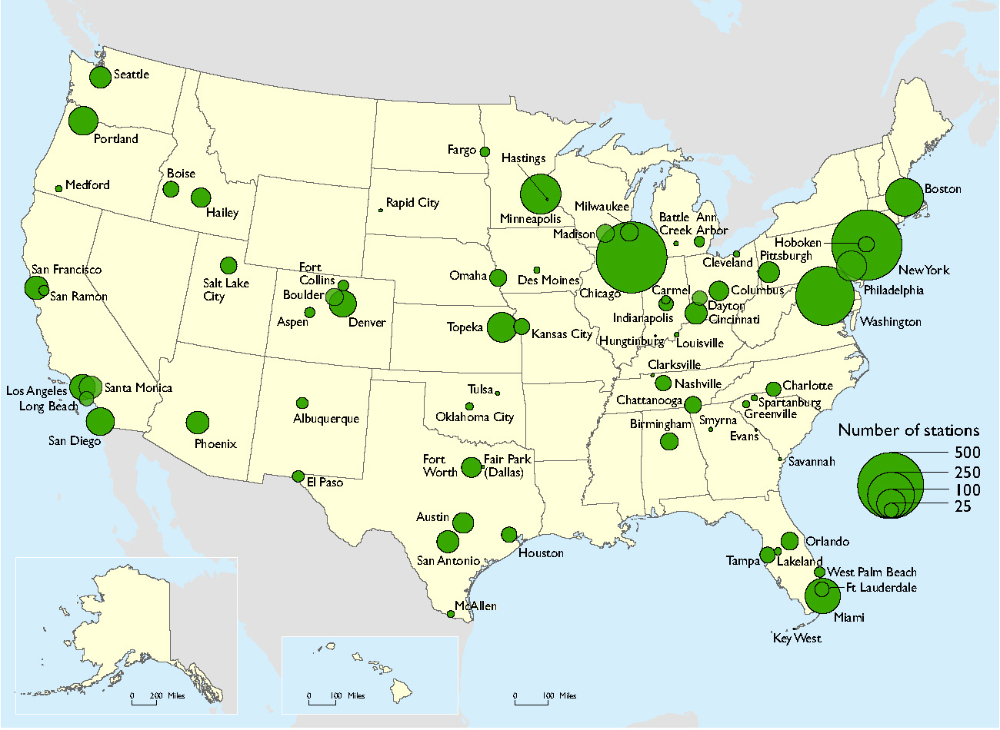 Seattle
Portland
Medford
Boise
Hailey
Fargo
Hastings
Minneapolis
Rapid City
Milwaukee
Madison
Battle
Creek
Ann
Arbor
Boston
Hoboken
New York
Cleveland
Pittsburgh
Philadelphia
Washington
San Francisco
San Ramon
Salt Lake
City
Fort
Collins
Boulder
Aspen
Denver
Omaha
Des Moines
Chicago
Carmel
Indianapolis
Columbus
Dayton
Cincinnati
Topeka
Kansas City
Hungtinburg
Louisville
Los Angeles
Santa Monica
Long Beach
San Diego
Phoenix
Albuquerque
El Paso
Tulsa
Oklahoma City
Clarksville
Nashville
Chattanooga
Charlotte
Spartanburg
Greenville
Birmingham
Smyrna
Evans
Savannah
Fort
Worth
Fair Park
(Dallas)
Austin
San Antonio
Houston
McAllen
Orlando
Tampa
Lakeland
West Palm Beach
Ft Lauderdale
Miami
Key West
Number of stations
500
250
100
25
0 200 Miles
0 100 Miles
0 100 Miles